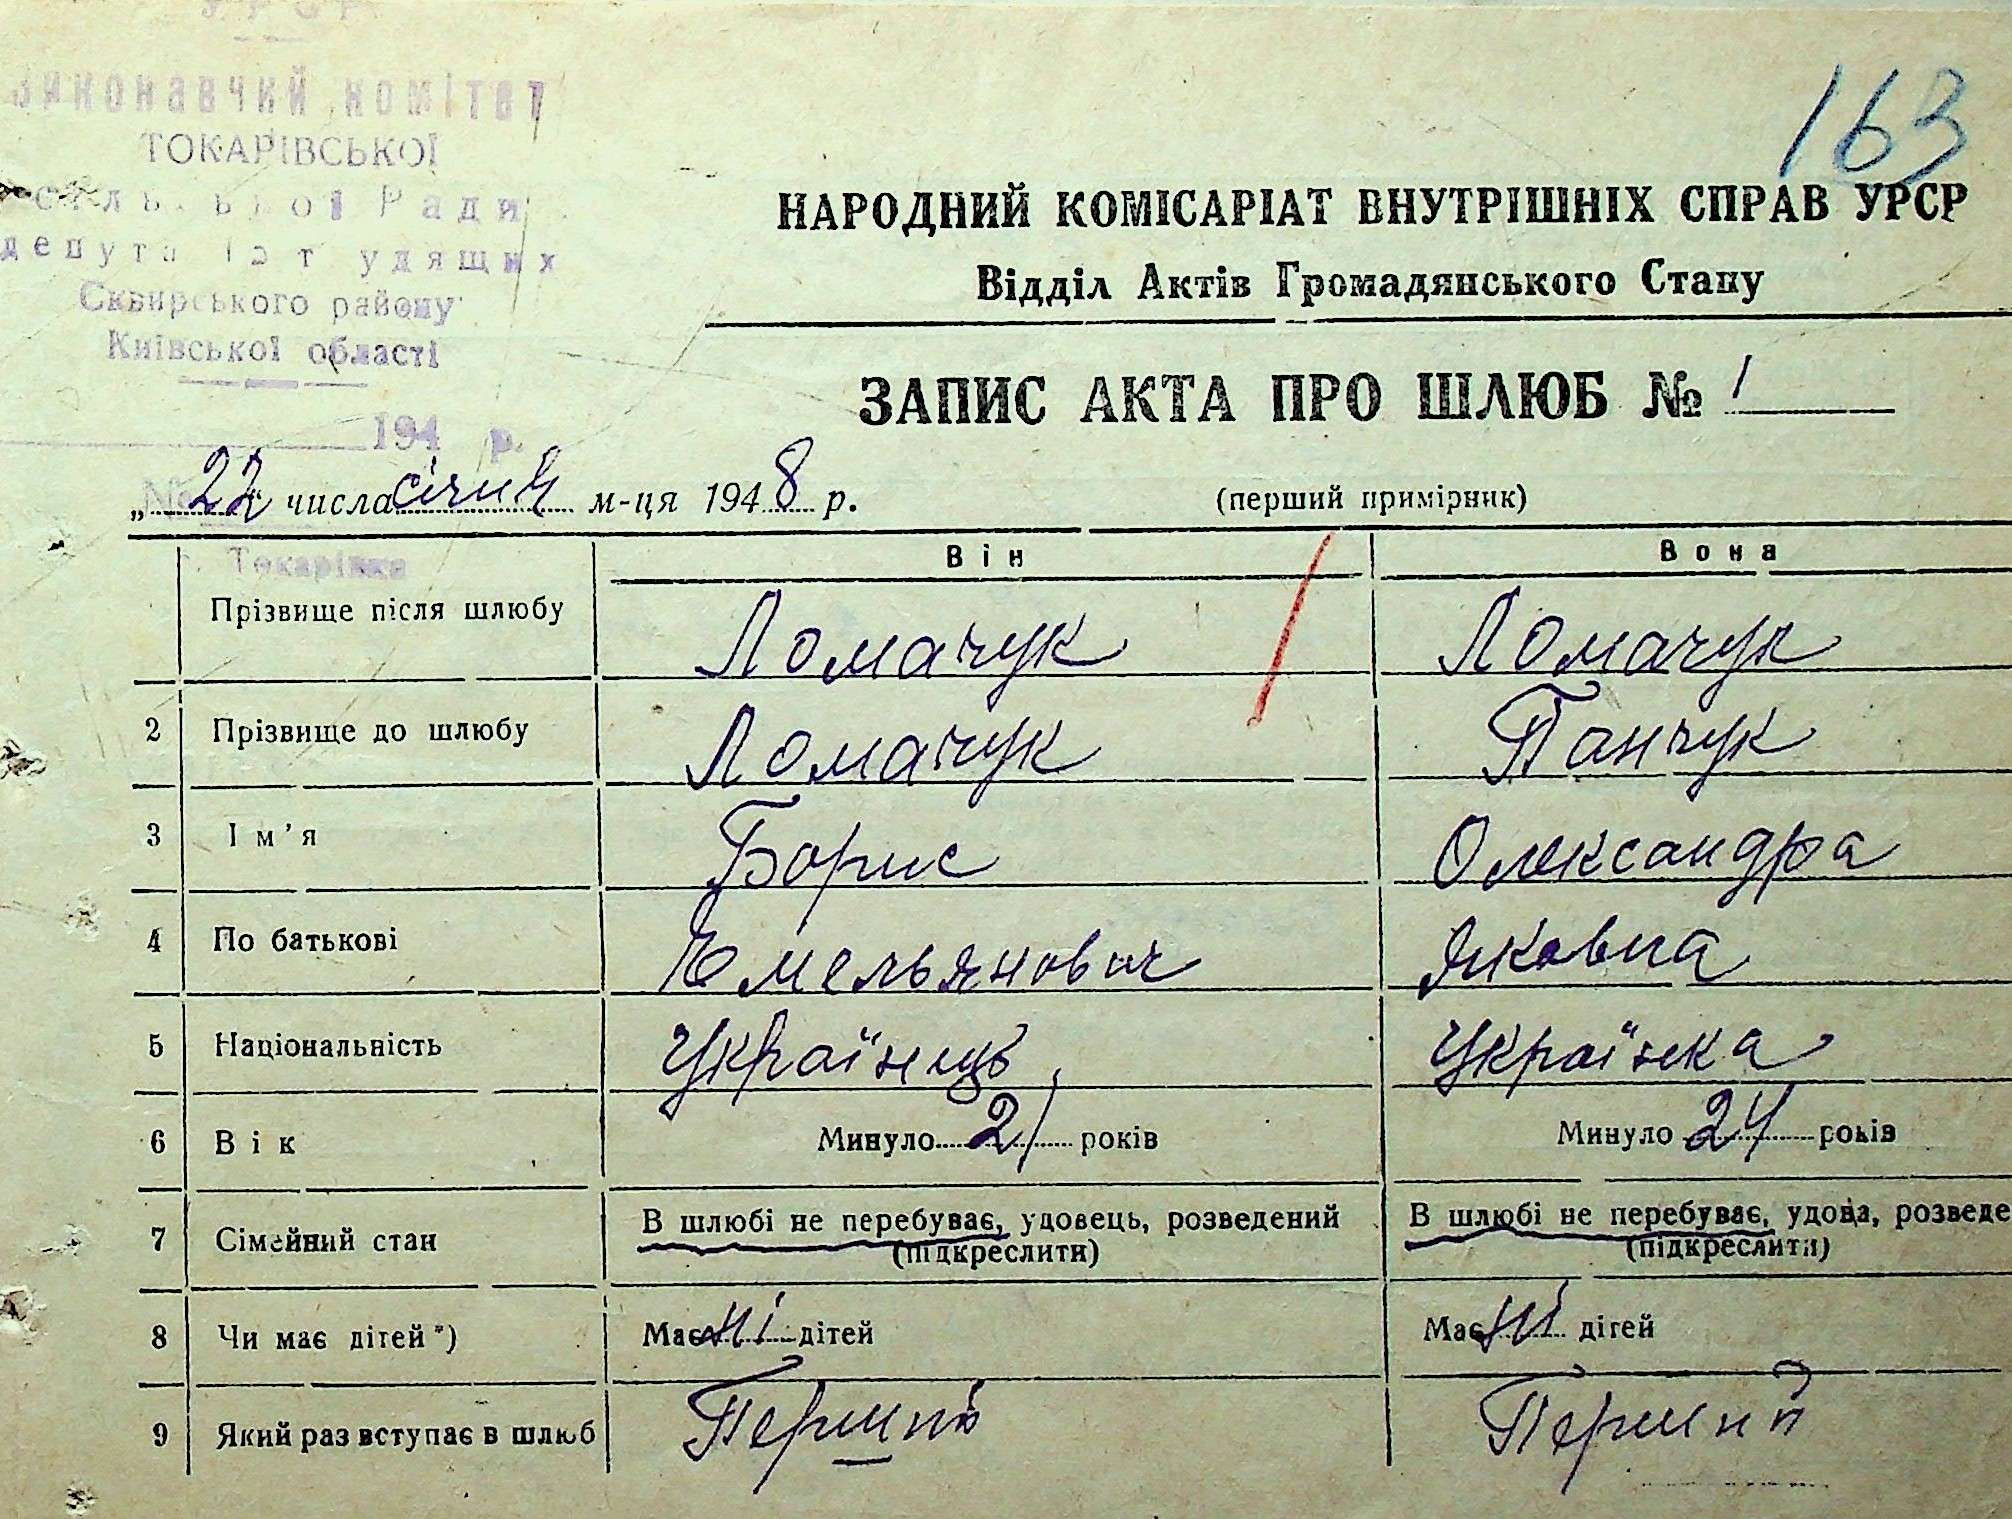 УРСР
Виконавчий комітет
ТОКАРІВСЬКОЇ
сільської Ради
депутатів трудящих
Сквирського району
Київської області
194 р.
№
с. Токарівка
163
НАРОДНИЙ КОМІСАРІАТ ВНУТРІШНІХ СПРАВ УРСР
Відділ Актів Громадянського Стану
ЗАПИС АКТА ПРО ШЛЮБ № 1
„ 22 числа січня м-ця 1948 р.
(перший примірник)
Він Вона
Прізвище після шлюбу Ломачук Ломачук
2 Прізвище до шлюбу Ломачук Панчук
3 Ім'я Борис Олександра
4 По батькові Емельянович Яковна
5 Національність Українець Українка
6 Вік Минуло 21 років Минуло 24 років
7 Сімейний стан В шлюбі не перебуває, удовець, розведений В шлюбі не перебуває, удова, розведе
(підкреслити) (підкреслити)
8 Чи має дітей*) Має ні дітей Має ні дітей
9 Який раз вступає в шлюб Перший Перший